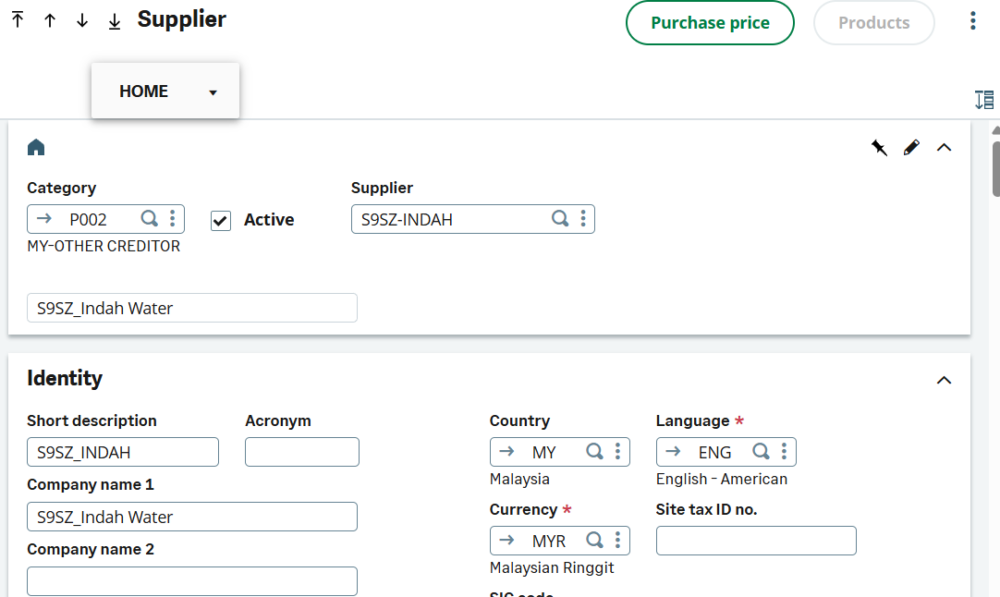 Supplier
Purchase price
Products
HOME
Category
Supplier
P002
Active
S9SZ-INDAH
MY-OTHER CREDITOR
S9SZ_Indah Water
Identity
Short description
Acronym
Country
Language *
S9SZ_INDAH
MY
ENG
Malaysia
English - American
Company name 1
Currency *
Site tax ID no.
S9SZ_Indah Water
MYR
Company name 2
Malaysian Ringgit
SIC code